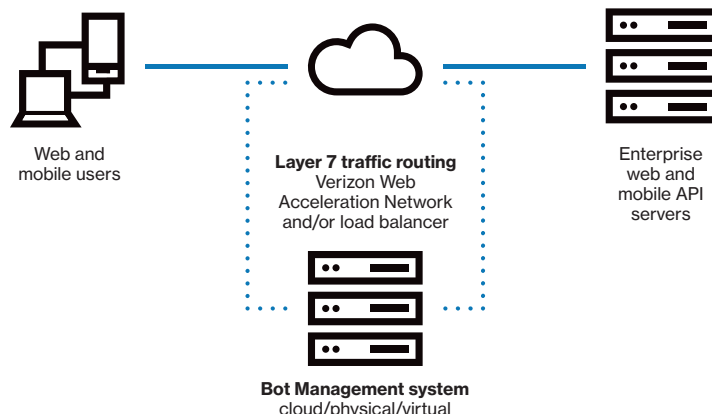 Web and
mobile users
Layer 7 traffic routing
Verizon Web
Acceleration Network
and/or load balancer
Enterprise
web and
mobile API
servers
Bot Management system
cloud/physical/virtual